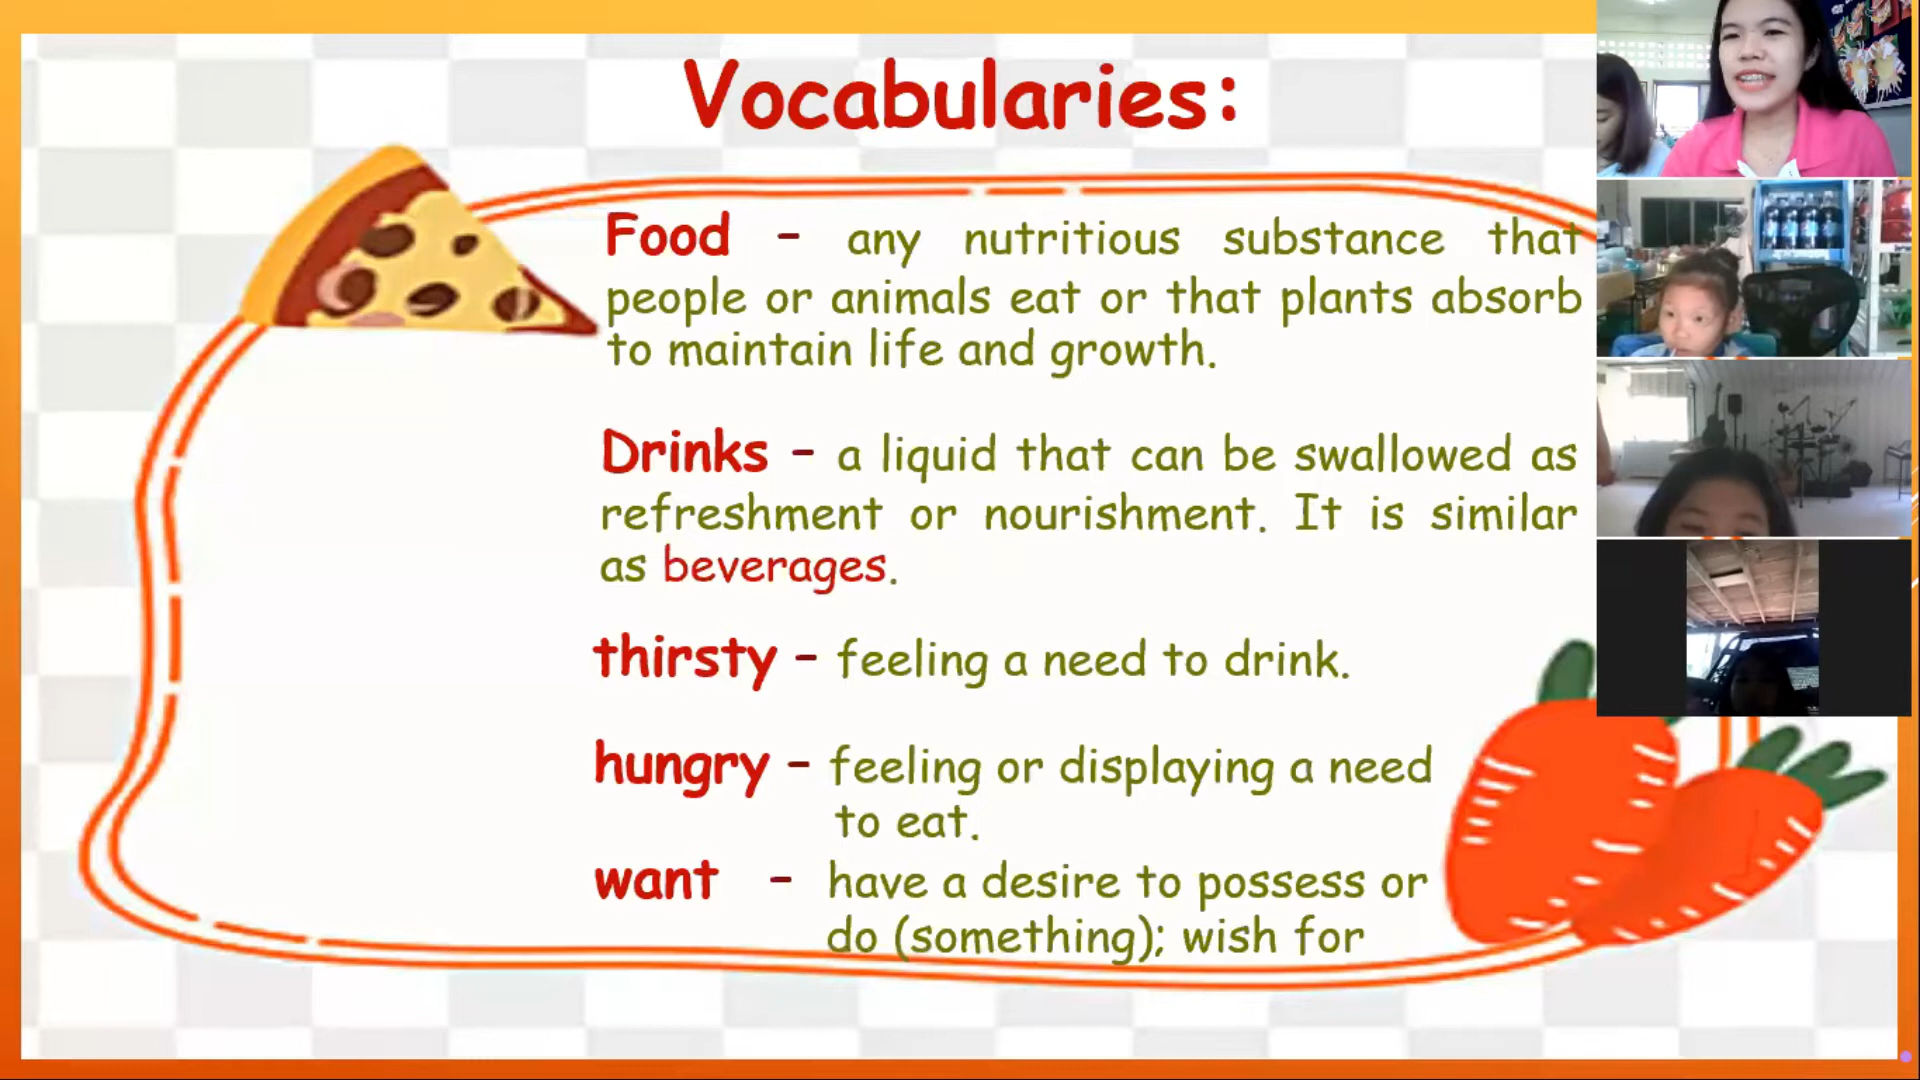 Vocabularies:
Food – any nutritious substance that
people or animals eat or that plants absorb
to maintain life and growth.
Drinks – a liquid that can be swallowed as
refreshment or nourishment. It is similar
as beverages.
thirsty – feeling a need to drink.
hungry – feeling or displaying a need
to eat.
want – have a desire to possess or
do (something); wish for